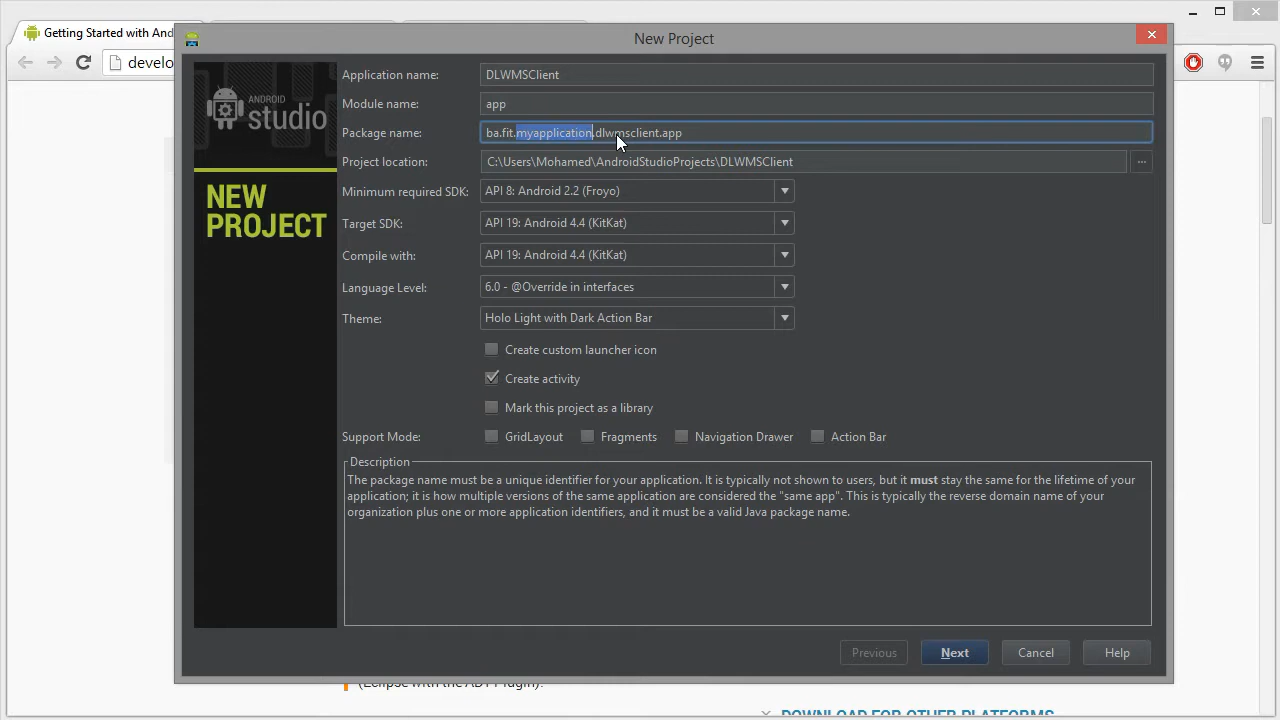 Getting Started with And
New Project
develo
ANDROID
studio
NEW
PROJECT
Application name: DLWMSClient
Module name: app
Package name: ba.fit.myapplication.dlwmsclient.app
Project location: C:\Users\Mohamed\AndroidStudioProjects\DLWMSClient ...
Minimum required SDK: API 8: Android 2.2 (Froyo)
Target SDK: API 19: Android 4.4 (KitKat)
Compile with: API 19: Android 4.4 (KitKat)
Language Level: 6.0 - @Override in interfaces
Theme: Holo Light with Dark Action Bar
Create custom launcher icon
Create activity
Mark this project as a library
Support Mode: GridLayout Fragments Navigation Drawer Action Bar
Description
The package name must be a unique identifier for your application. It is typically not shown to users, but it must stay the same for the lifetime of your
application; it is how multiple versions of the same application are considered the "same app". This is typically the reverse domain name of your
organization plus one or more application identifiers, and it must be a valid Java package name.
Previous Next Cancel Help
(Eclipse with the ADT Plugin).
DOWNLOAD FOR OTHER PLATFORMS